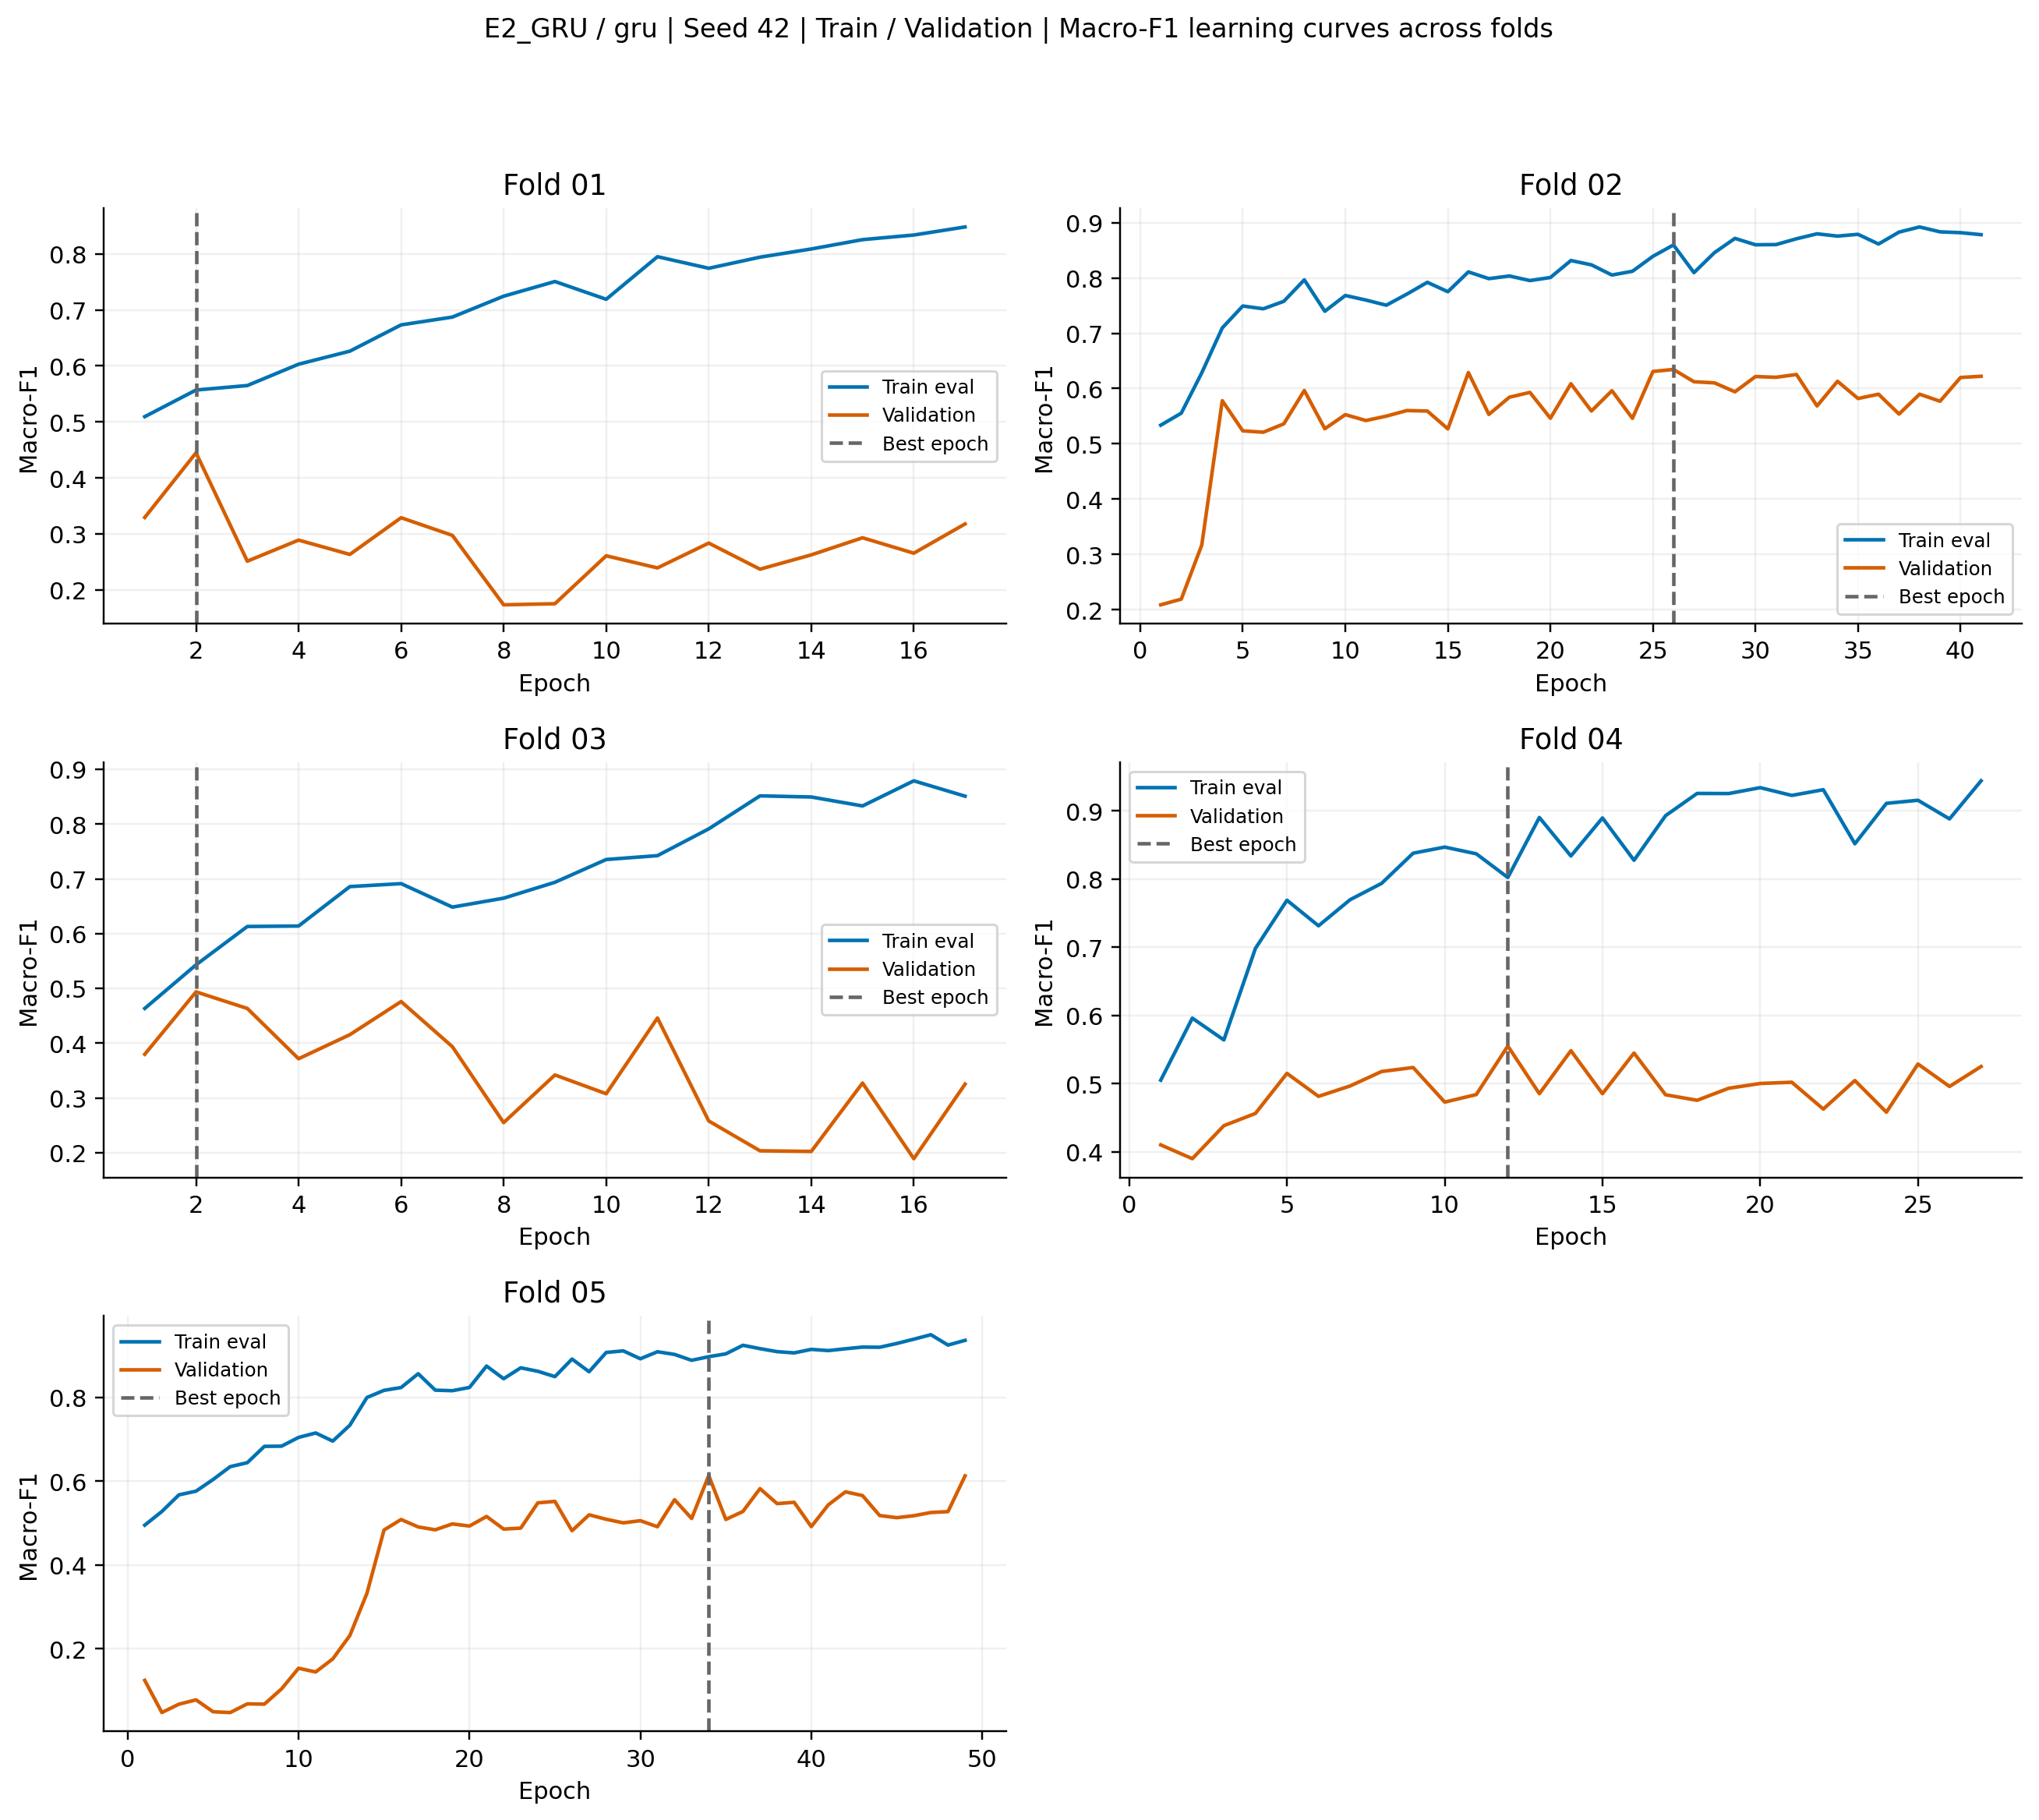 E2_GRU / gru | Seed 42 | Train / Validation | Macro-F1 learning curves across folds
Fold 01
Macro-F1
0.8
0.7
0.6
0.5
0.4
0.3
0.2
Train eval
Validation
Best epoch
2 4 6 8 10 12 14 16
Epoch
Fold 02
Macro-F1
0.9
0.8
0.7
0.6
0.5
0.4
0.3
0.2
Train eval
Validation
Best epoch
0 5 10 15 20 25 30 35 40
Epoch
Fold 03
Macro-F1
0.9
0.8
0.7
0.6
0.5
0.4
0.3
0.2
Train eval
Validation
Best epoch
2 4 6 8 10 12 14 16
Epoch
Fold 04
Macro-F1
0.9
0.8
0.7
0.6
0.5
0.4
Train eval
Validation
Best epoch
0 5 10 15 20 25
Epoch
Fold 05
Macro-F1
0.8
0.6
0.4
0.2
Train eval
Validation
Best epoch
0 10 20 30 40 50
Epoch